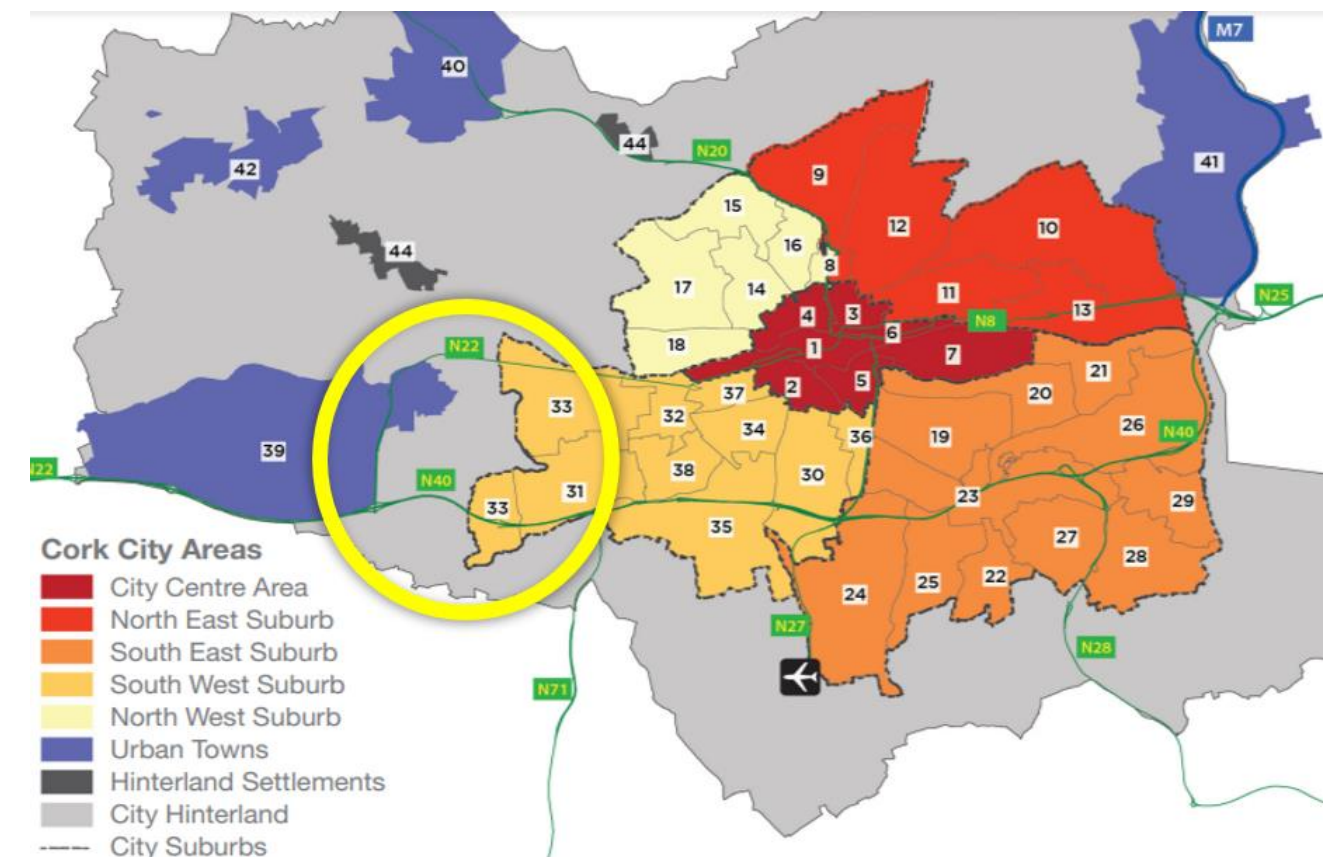 M7
40
44
N20
42
41
9
15
12
10
16
44
8
17
14
11
13
N25
4
3
N8
6
18
1
7
N22
2
5
21
37
20
33
32
34
36
19
26
N40
39
N22
38
30
N40
31
33
23
29
35
27
28
24
25
22
N27
N28
N71
Cork City Areas
City Centre Area
North East Suburb
South East Suburb
South West Suburb
North West Suburb
Urban Towns
Hinterland Settlements
City Hinterland
City Suburbs